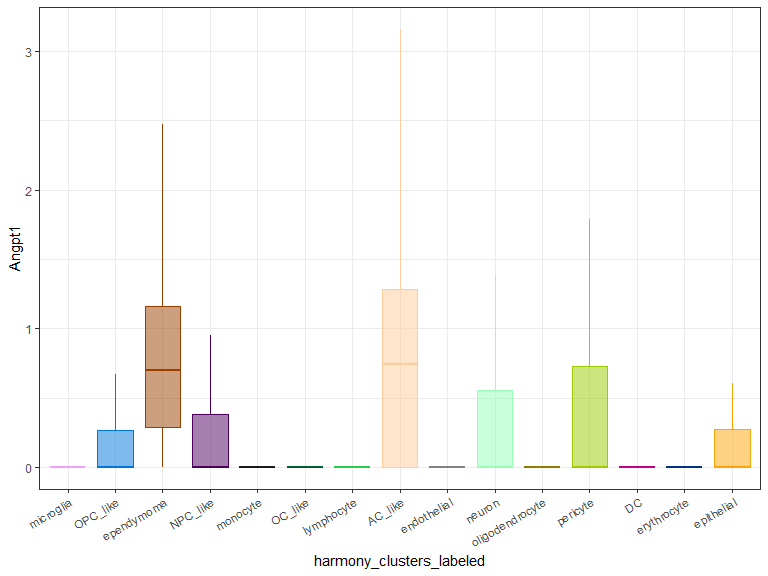 3
2
1
0
Angpt1
microglia
OPC_like
ependymoma
NPC_like
monocyte
OC_like
lymphocyte
AC_like
endothelial
neuron
oligodendrocyte
pericyte
DC
erythrocyte
epithelial
harmony_clusters_labeled